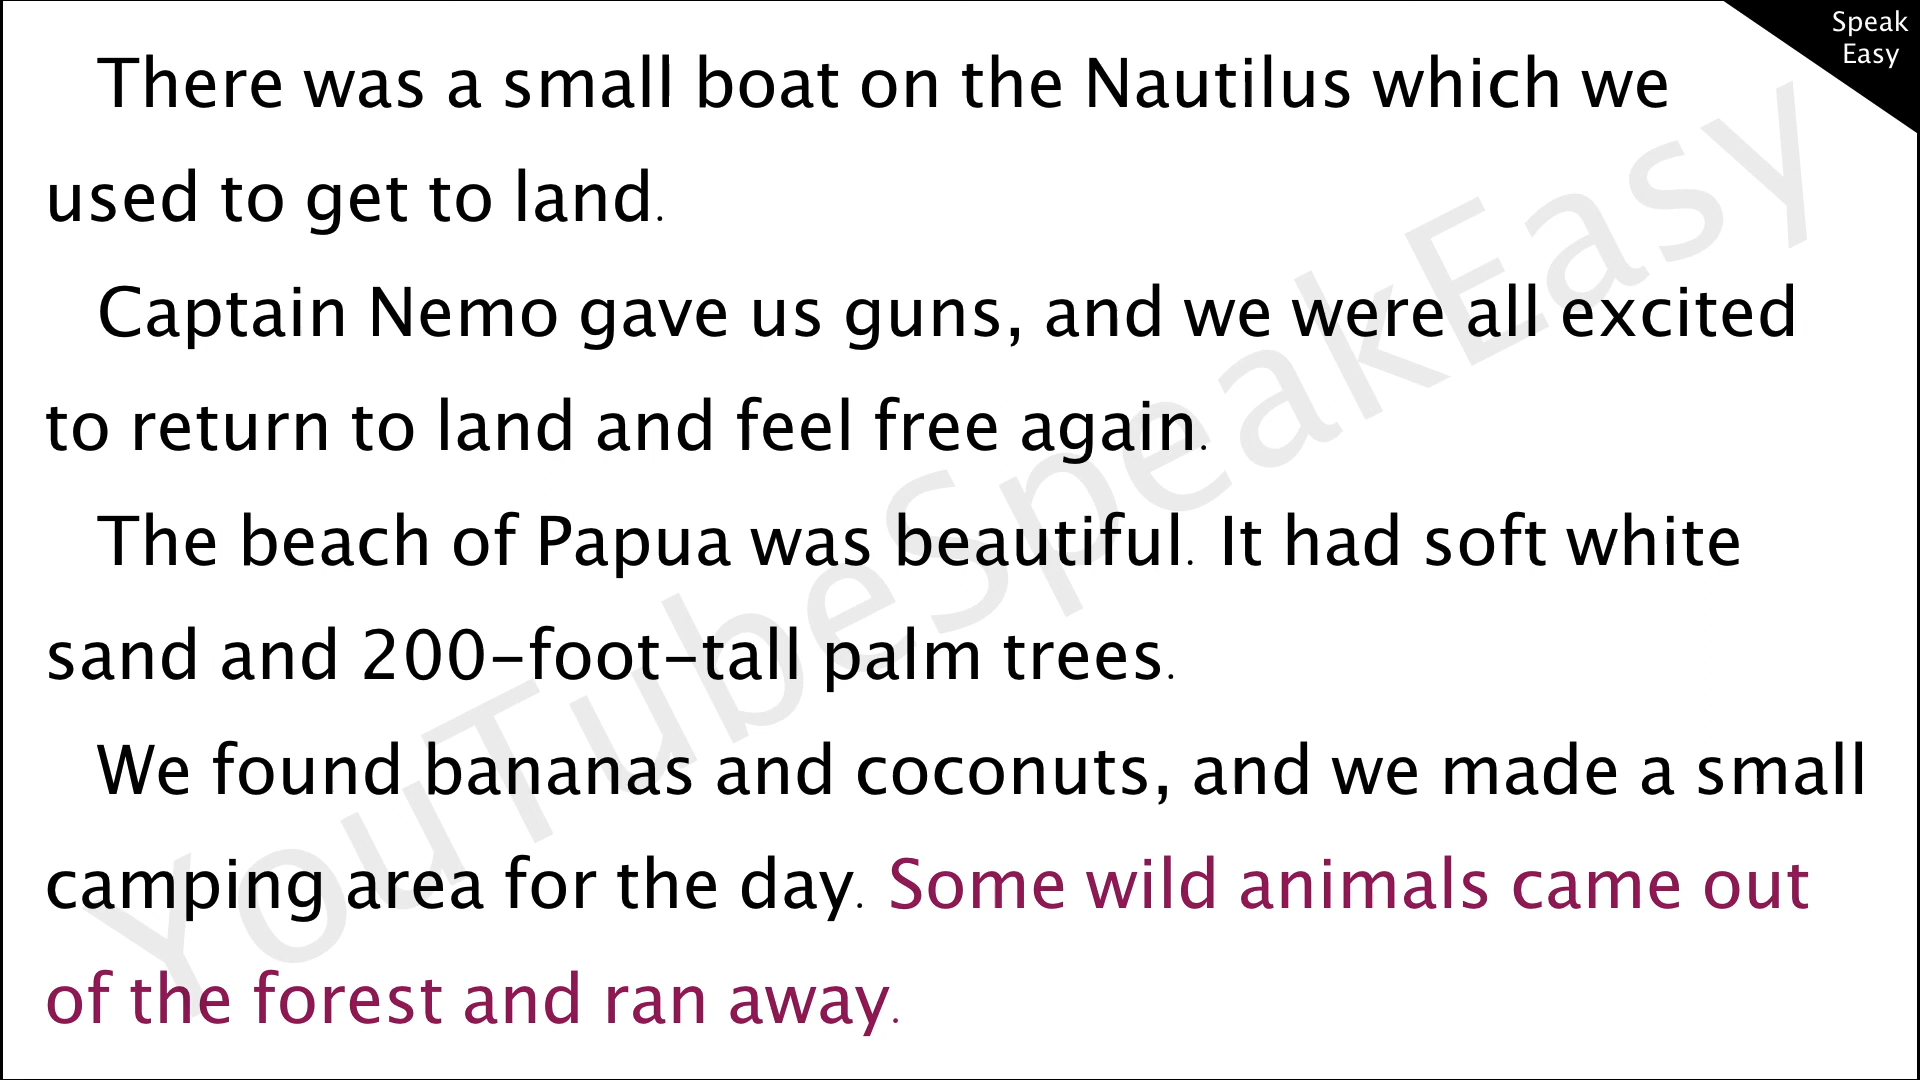 Speak
Easy
There was a small boat on the Nautilus which we
used to get to land.
Captain Nemo gave us guns, and we were all excited
to return to land and feel free again.
The beach of Papua was beautiful. It had soft white
sand and 200-foot-tall palm trees.
We found bananas and coconuts, and we made a small
camping area for the day. Some wild animals came out
of the forest and ran away.
YouTubeSpeakEasy